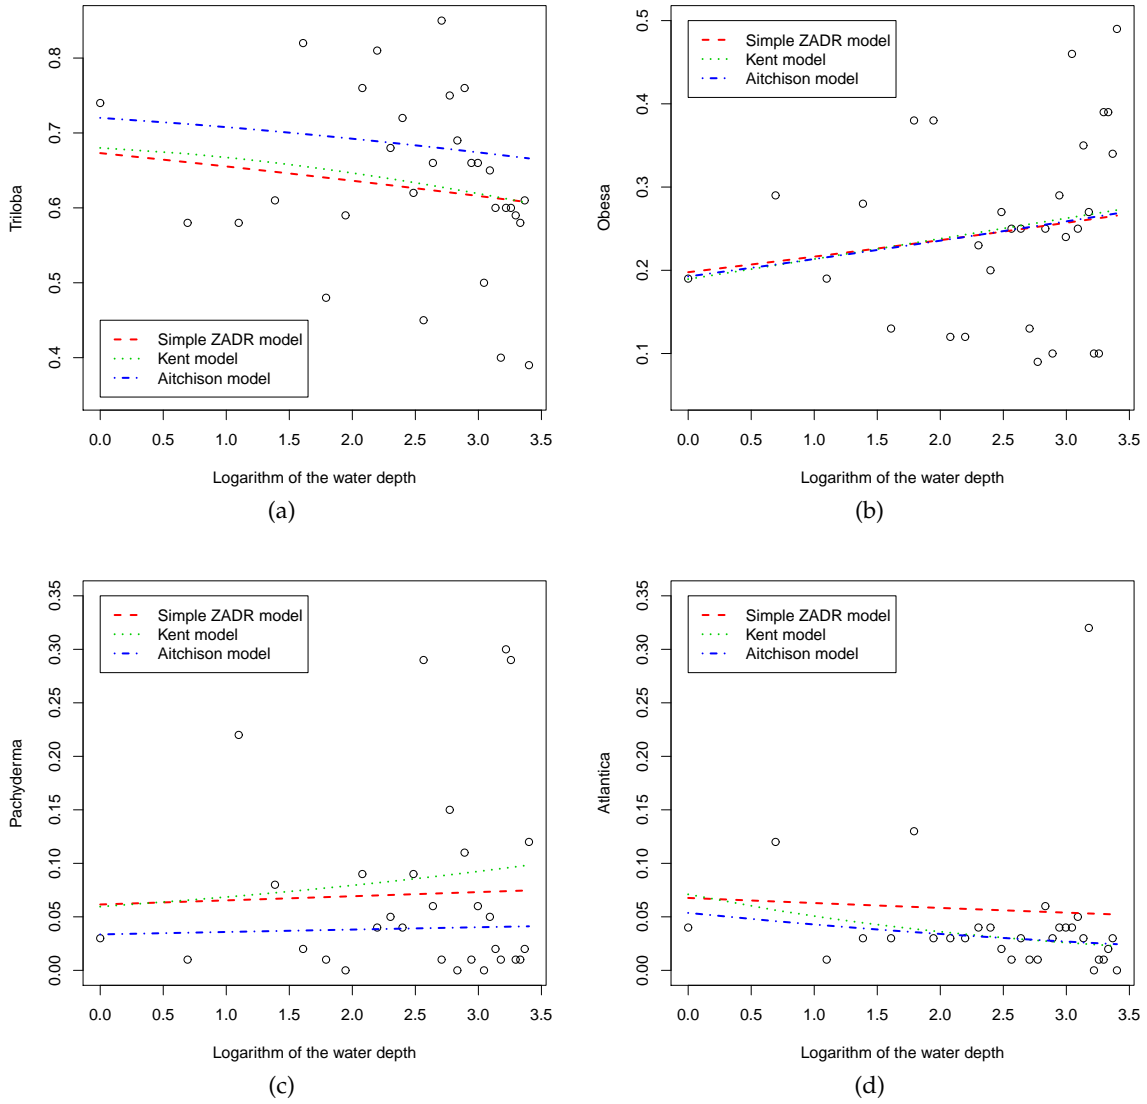 Triloba
0.8
0.7
0.6
0.5
0.4
Simple ZADR model
Kent model
Aitchison model
0.0 0.5 1.0 1.5 2.0 2.5 3.0 3.5
Logarithm of the water depth
(a)
Obesa
0.5
0.4
0.3
0.2
0.1
Simple ZADR model
Kent model
Aitchison model
0.0 0.5 1.0 1.5 2.0 2.5 3.0 3.5
Logarithm of the water depth
(b)
Pachyderma
0.35
0.30
0.25
0.20
0.15
0.10
0.05
0.00
Simple ZADR model
Kent model
Aitchison model
0.0 0.5 1.0 1.5 2.0 2.5 3.0 3.5
Logarithm of the water depth
(c)
Atlantica
0.35
0.30
0.25
0.20
0.15
0.10
0.05
0.00
Simple ZADR model
Kent model
Aitchison model
0.0 0.5 1.0 1.5 2.0 2.5 3.0 3.5
Logarithm of the water depth
(d)